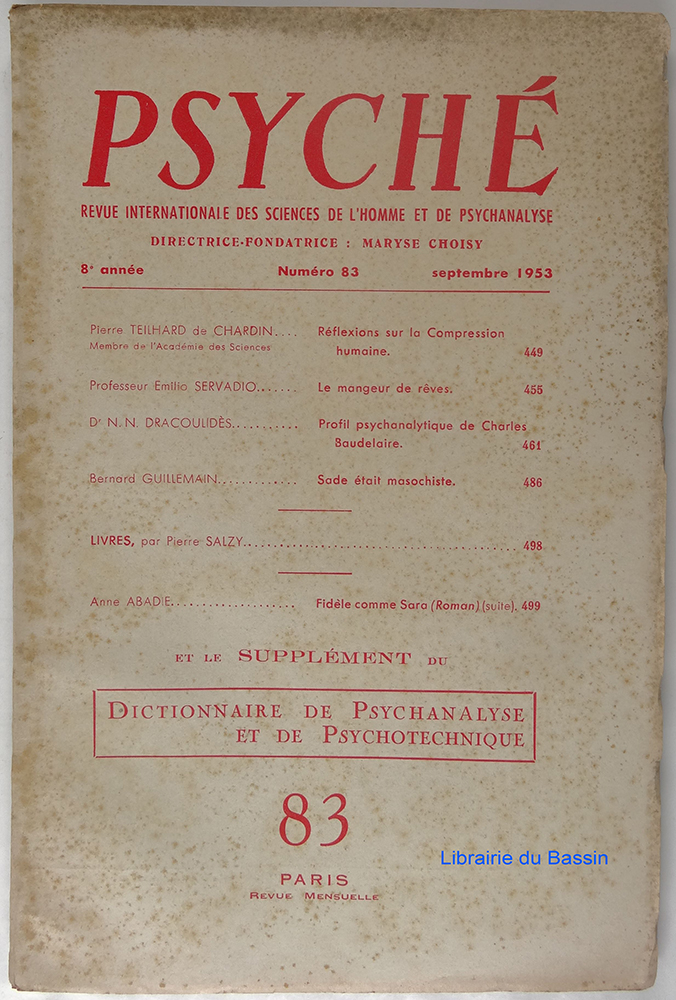 PSYCHÉ
REVUE INTERNATIONALE DES SCIENCES DE L'HOMME ET DE PSYCHANALYSE
DIRECTRICE-FONDATRICE : MARYSE CHOISY
8e année Numéro 83 septembre 1953
Pierre TEILHARD de CHARDIN.... Réflexions sur la Compression
Membre de l'Académie des Sciences humaine. 449
Professeur Emilio SERVADIO....... Le mangeur de rêves. 455
Dr N. N. DRACOULIDÈS........... Profil psychanalytique de Charles
Baudelaire. 461
Bernard GUILLEMAIN............. Sade était masochiste. 486
LIVRES, par Pierre SALZY............................................ 498
Anne ABADIE.................... Fidèle comme Sara (Roman) (suite). 499
ET LE SUPPLÉMENT DU
DICTIONNAIRE DE PSYCHANALYSE
ET DE PSYCHOTECHNIQUE
83
PARIS
REVUE MENSUELLE
Librairie du Bassin